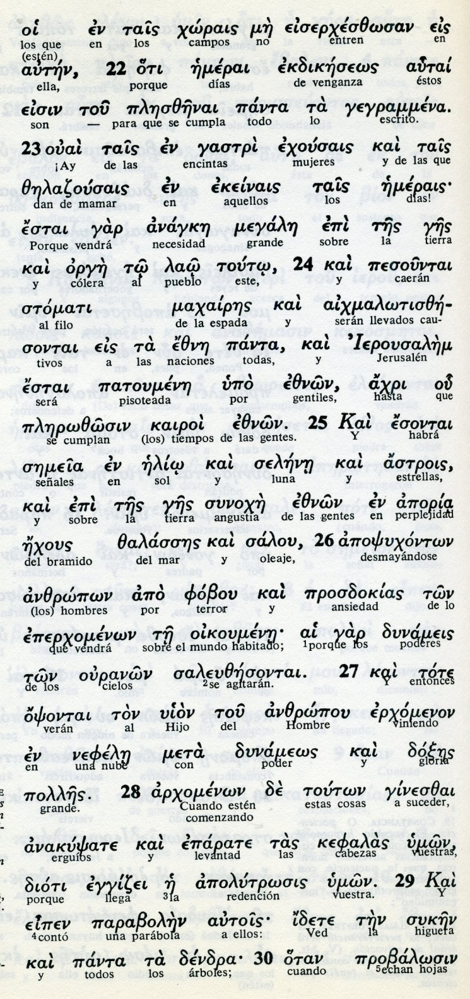 οἱ ἐν ταῖς χώραις μὴ εἰσερχέσθωσαν εἰς
los que en los campos no entren en
(estén)
αὐτήν, 22 ὅτι ἡμέραι ἐκδικήσεως αὗταί
ella, porque días de venganza éstos
εἰσιν τοῦ πλησθῆναι πάντα τὰ γεγραμμένα.
son — para que se cumpla todo lo escrito.
23 οὐαὶ ταῖς ἐν γαστρὶ ἐχούσαις καὶ ταῖς
¡Ay de las encintas mujeres y de las que
θηλαζούσαις ἐν ἐκείναις ταῖς ἡμέραις·
dan de mamar en aquellos los días!
ἔσται γὰρ ἀνάγκη μεγάλη ἐπὶ τῆς γῆς
Porque vendrá necesidad grande sobre la tierra
καὶ ὀργὴ τῷ λαῷ τούτῳ, 24 καὶ πεσοῦνται
y cólera al pueblo este, y caerán
στόματι μαχαίρης καὶ αἰχμαλωτισθή-
al filo de la espada y serán llevados cau-
σονται εἰς τὰ ἔθνη πάντα, καὶ Ἰερουσαλὴμ
tivos a las naciones todas, y Jerusalén
ἔσται πατουμένη ὑπὸ ἐθνῶν, ἄχρι οὗ
será pisoteada por gentiles, hasta que
πληρωθῶσιν καιροὶ ἐθνῶν. 25 Καὶ ἔσονται
se cumplan (los) tiempos de las gentes. Y habrá
σημεῖα ἐν ἡλίῳ καὶ σελήνῃ καὶ ἄστροις,
señales en sol y luna y estrellas,
καὶ ἐπὶ τῆς γῆς συνοχὴ ἐθνῶν ἐν ἀπορίᾳ
y sobre la tierra angustia de las gentes en perplejidad
ἤχους θαλάσσης καὶ σάλου, 26 ἀποψυχόντων
del bramido del mar y oleaje, desmayándose
ἀνθρώπων ἀπὸ φόβου καὶ προσδοκίας τῶν
(los) hombres por terror y ansiedad de lo
ἐπερχομένων τῇ οἰκουμένῃ· αἱ γὰρ δυνάμεις
que vendrá sobre el mundo habitado; 1porque los poderes
τῶν οὐρανῶν σαλευθήσονται. 27 καὶ τότε
de los cielos 2se agitarán. Y entonces
ὄψονται τὸν υἱὸν τοῦ ἀνθρώπου ἐρχόμενον
verán al Hijo del Hombre viniendo
ἐν νεφέλῃ μετὰ δυνάμεως καὶ δόξης
en una nube con poder y gloria
πολλῆς. 28 ἀρχομένων δὲ τούτων γίνεσθαι
grande. Cuando estén estas cosas a suceder,
comenzando
ἀνακύψατε καὶ ἐπάρατε τὰς κεφαλὰς ὑμῶν,
erguíos y levantad las cabezas vuestras,
διότι ἐγγίζει ἡ ἀπολύτρωσις ὑμῶν. 29 Καὶ
porque llega 3la redención vuestra. Y
εἶπεν παραβολὴν αὐτοῖς· ἴδετε τὴν συκῆν
4contó una parábola a ellos: Ved la higuera
καὶ πάντα τὰ δένδρα· 30 ὅταν προβάλωσιν
y todos los árboles; cuando 5echan hojas